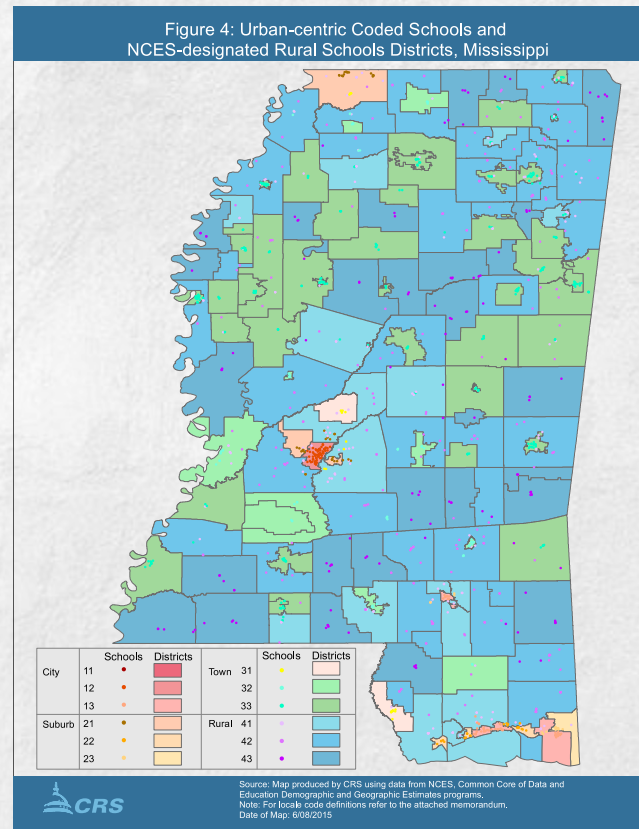 Figure 4: Urban-centric Coded Schools and
NCES-designated Rural Schools Districts, Mississippi
Schools Districts Schools Districts
City 11 Town 31
12 32
13 33
Suburb 21 Rural 41
22 42
23 43
CRS
Source: Map produced by CRS using data from NCES, Common Core of Data and
Education Demographic and Geographic Estimates programs.
Note: For locale code definitions refer to the attached memorandum.
Date of Map: 6/08/2015